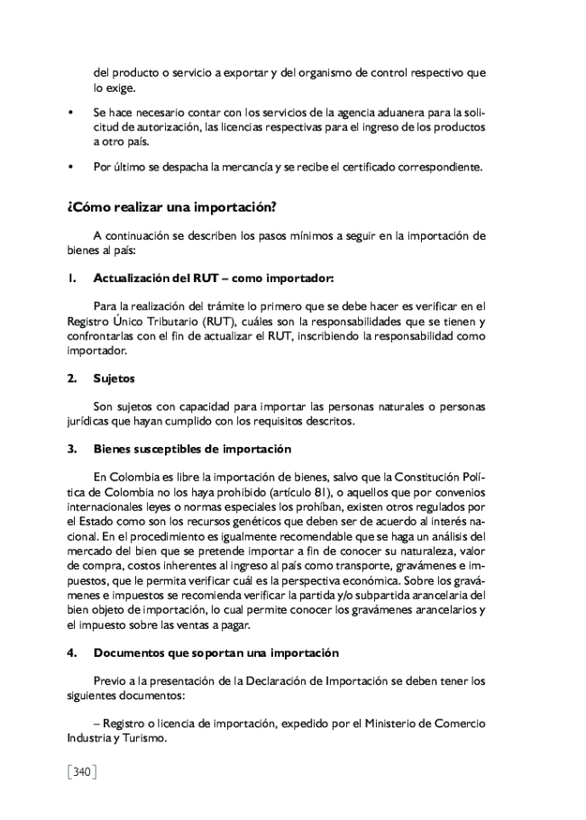 del producto o servicio a exportar y del organismo de control respectivo que
lo exige.
• Se hace necesario contar con los servicios de la agencia aduanera para la soli-
citud de autorización, las licencias respectivas para el ingreso de los productos
a otro país.
• Por último se despacha la mercancía y se recibe el certificado correspondiente.
¿Cómo realizar una importación?
A continuación se describen los pasos mínimos a seguir en la importación de
bienes al país:
1. Actualización del RUT – como importador:
Para la realización del trámite lo primero que se debe hacer es verificar en el
Registro Único Tributario (RUT), cuáles son la responsabilidades que se tienen y
confrontarlas con el fin de actualizar el RUT, inscribiendo la responsabilidad como
importador.
2. Sujetos
Son sujetos con capacidad para importar las personas naturales o personas
jurídicas que hayan cumplido con los requisitos descritos.
3. Bienes susceptibles de importación
En Colombia es libre la importación de bienes, salvo que la Constitución Polí-
tica de Colombia no los haya prohibido (artículo 81), o aquellos que por convenios
internacionales leyes o normas especiales los prohíban, existen otros regulados por
el Estado como son los recursos genéticos que deben ser de acuerdo al interés na-
cional. En el procedimiento es igualmente recomendable que se haga un análisis del
mercado del bien que se pretende importar a fin de conocer su naturaleza, valor
de compra, costos inherentes al ingreso al país como transporte, gravámenes e im-
puestos, que le permita verificar cuál es la perspectiva económica. Sobre los gravá-
menes e impuestos se recomienda verificar la partida y/o subpartida arancelaria del
bien objeto de importación, lo cual permite conocer los gravámenes arancelarios y
el impuesto sobre las ventas a pagar.
4. Documentos que soportan una importación
Previo a la presentación de la Declaración de Importación se deben tener los
siguientes documentos:
– Registro o licencia de importación, expedido por el Ministerio de Comercio
Industria y Turismo.
[340]